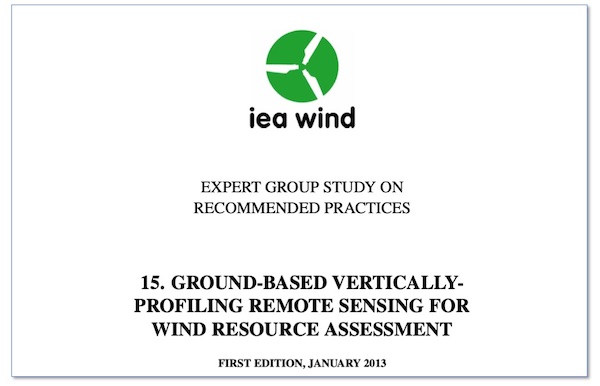 iea wind
EXPERT GROUP STUDY ON
RECOMMENDED PRACTICES
15. GROUND-BASED VERTICALLY-
PROFILING REMOTE SENSING FOR
WIND RESOURCE ASSESSMENT
FIRST EDITION, JANUARY 2013